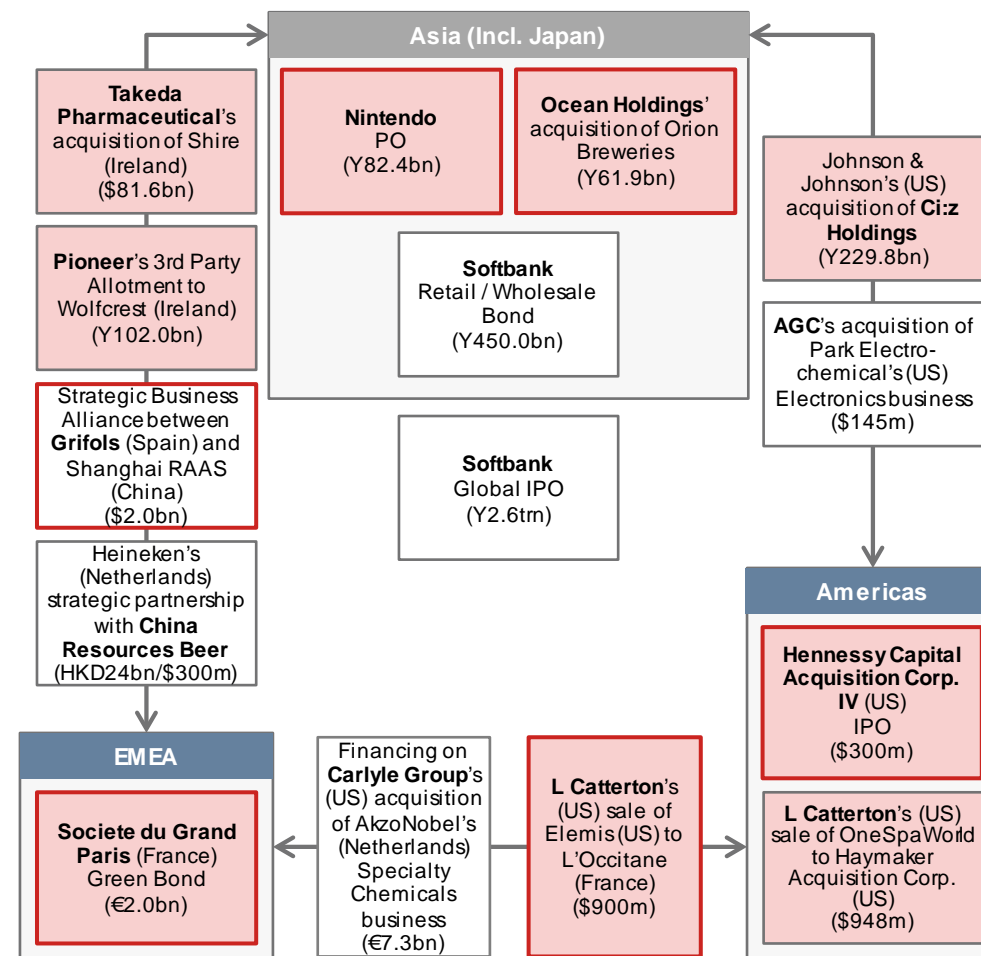 Asia (Incl. Japan)
Takeda
Pharmaceutical's
acquisition of Shire
(Ireland)
($81.6bn)
Pioneer's 3rd Party
Allotment to
Wolfcrest (Ireland)
(Y102.0bn)
Strategic Business
Alliance between
Grifols (Spain) and
Shanghai RAAS
(China)
($2.0bn)
Heineken's
(Netherlands)
strategic partnership
with China
Resources Beer
(HKD24bn/$300m)
Nintendo
PO
(Y82.4bn)
Ocean Holdings'
acquisition of Orion
Breweries
(Y61.9bn)
Softbank
Retail / Wholesale
Bond
(Y450.0bn)
Softbank
Global IPO
(Y2.6trn)
Johnson &
Johnson's (US)
acquisition of Ci:z
Holdings
(Y229.8bn)
AGC's acquisition of
Park Electro-
chemical's (US)
Electronics business
($145m)
EMEA
Societe du Grand
Paris (France)
Green Bond
(€2.0bn)
Financing on
Carlyle Group's
(US) acquisition
of AkzoNobel's
(Netherlands)
Specialty
Chemicals
business
(€7.3bn)
L Catterton's
(US) sale of
Elemis (US) to
L'Occitane
(France)
($900m)
Americas
Hennessy Capital
Acquisition Corp.
IV (US)
IPO
($300m)
L Catterton's (US)
sale of OneSpaWorld
to Haymaker
Acquisition Corp.
(US)
($948m)